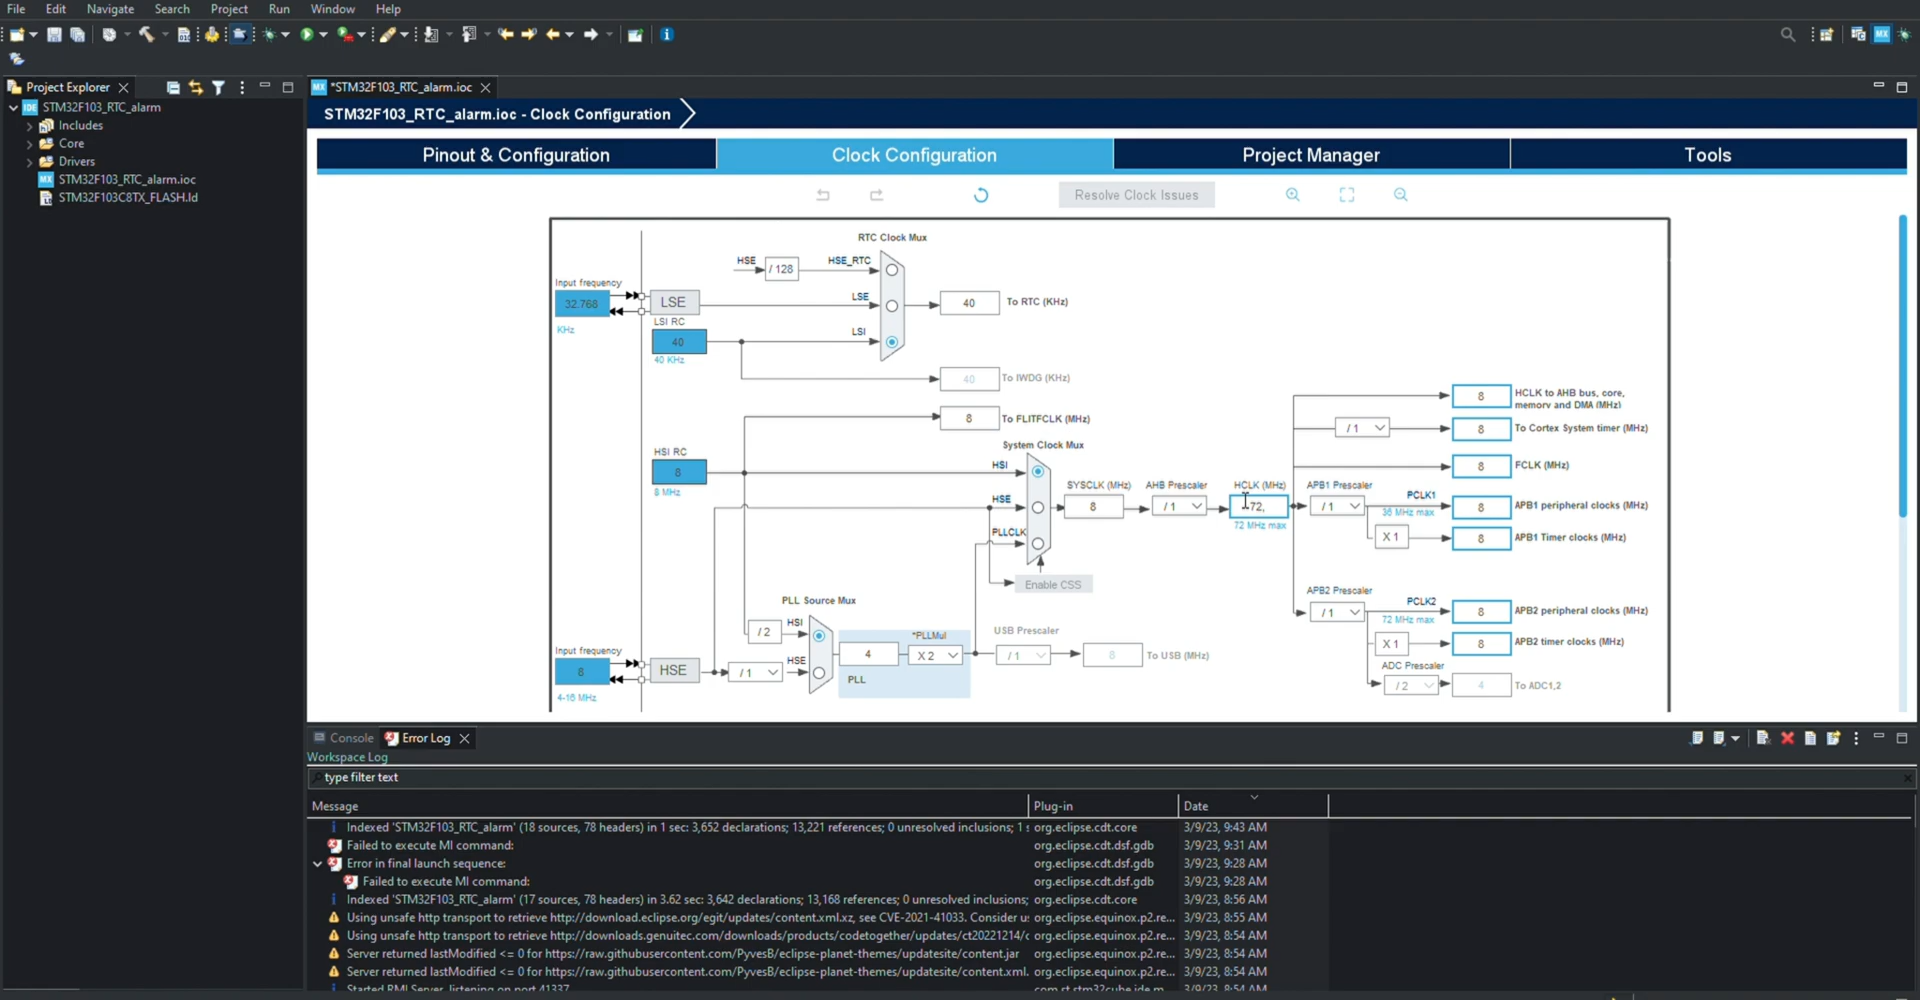 File Edit Navigate Search Project Run Window Help
Project Explorer
*STM32F103_RTC_alarm.ioc
STM32F103_RTC_alarm
Includes
Core
Drivers
STM32F103_RTC_alarm.ioc
STM32F103C8TX_FLASH.ld
STM32F103_RTC_alarm.ioc - Clock Configuration
Pinout & Configuration Clock Configuration Project Manager Tools
Resolve Clock Issues
RTC Clock Mux
HSE / 128 HSE_RTC
Input frequency
32.768 LSE LSE 40 To RTC (KHz)
KHz
LSI RC
40 LSI
40 KHz
40 To IWDG (KHz)
8 To FLITFCLK (MHz)
System Clock Mux
HSI RC
8 HSI
8 MHz
HSE
PLLCLK
Enable CSS
SYSCLK (MHz) AHB Prescaler HCLK (MHz) APB1 Prescaler
8 / 1 72, / 1
72 MHz max
8 HCLK to AHB bus, core,
memory and DMA (MHz)
/ 1 8 To Cortex System timer (MHz)
8 FCLK (MHz)
PCLK1
36 MHz max
8 APB1 peripheral clocks (MHz)
X 1 8 APB1 Timer clocks (MHz)
APB2 Prescaler
/ 1 PCLK2
72 MHz max
8 APB2 peripheral clocks (MHz)
X 1 8 APB2 timer clocks (MHz)
ADC Prescaler
/ 2 4 To ADC1,2
PLL Source Mux
/ 2 HSI
*PLLMul
4 X 2
PLL
USB Prescaler
/ 1 8 To USB (MHz)
Input frequency
8 HSE / 1 HSE
4-16 MHz
Console Error Log
Workspace Log
type filter text
Message Plug-in Date
Indexed 'STM32F103_RTC_alarm' (18 sources, 78 headers) in 1 sec: 3,652 declarations; 13,221 references; 0 unresolved inclusions; 1 s org.eclipse.cdt.core 3/9/23, 9:43 AM
Failed to execute MI command: org.eclipse.cdt.dsf.gdb 3/9/23, 9:31 AM
Error in final launch sequence: org.eclipse.cdt.dsf.gdb 3/9/23, 9:28 AM
Failed to execute MI command: org.eclipse.cdt.dsf.gdb 3/9/23, 9:28 AM
Indexed 'STM32F103_RTC_alarm' (17 sources, 78 headers) in 3.62 sec: 3,642 declarations; 13,168 references; 0 unresolved inclusions; org.eclipse.cdt.core 3/9/23, 8:56 AM
Using unsafe http transport to retrieve http://download.eclipse.org/egit/updates/content.xml.xz, see CVE-2021-41033. Consider us org.eclipse.equinox.p2.re... 3/9/23, 8:55 AM
Using unsafe http transport to retrieve http://downloads.genuitec.com/downloads/products/codetogether/updates/ct20221214/c org.eclipse.equinox.p2.re... 3/9/23, 8:54 AM
Server returned lastModified <= 0 for https://raw.githubusercontent.com/PyvesB/eclipse-planet-themes/updatesite/content.jar org.eclipse.equinox.p2.re... 3/9/23, 8:54 AM
Server returned lastModified <= 0 for https://raw.githubusercontent.com/PyvesB/eclipse-planet-themes/updatesite/content.xml. org.eclipse.equinox.p2.re... 3/9/23, 8:54 AM
Started RMI Server, listening on port 41337 com.st.stm32cube.ide.m 3/9/23, 8:54 AM